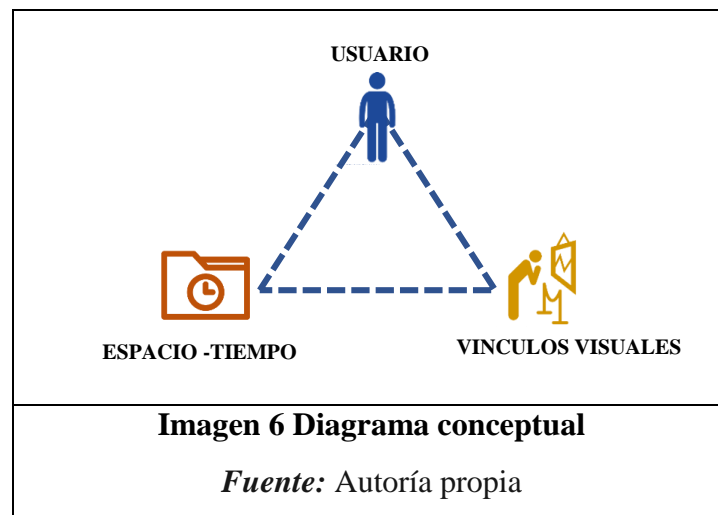 USUARIO
ESPACIO -TIEMPO
VINCULOS VISUALES
Imagen 6 Diagrama conceptual
Fuente: Autoría propia